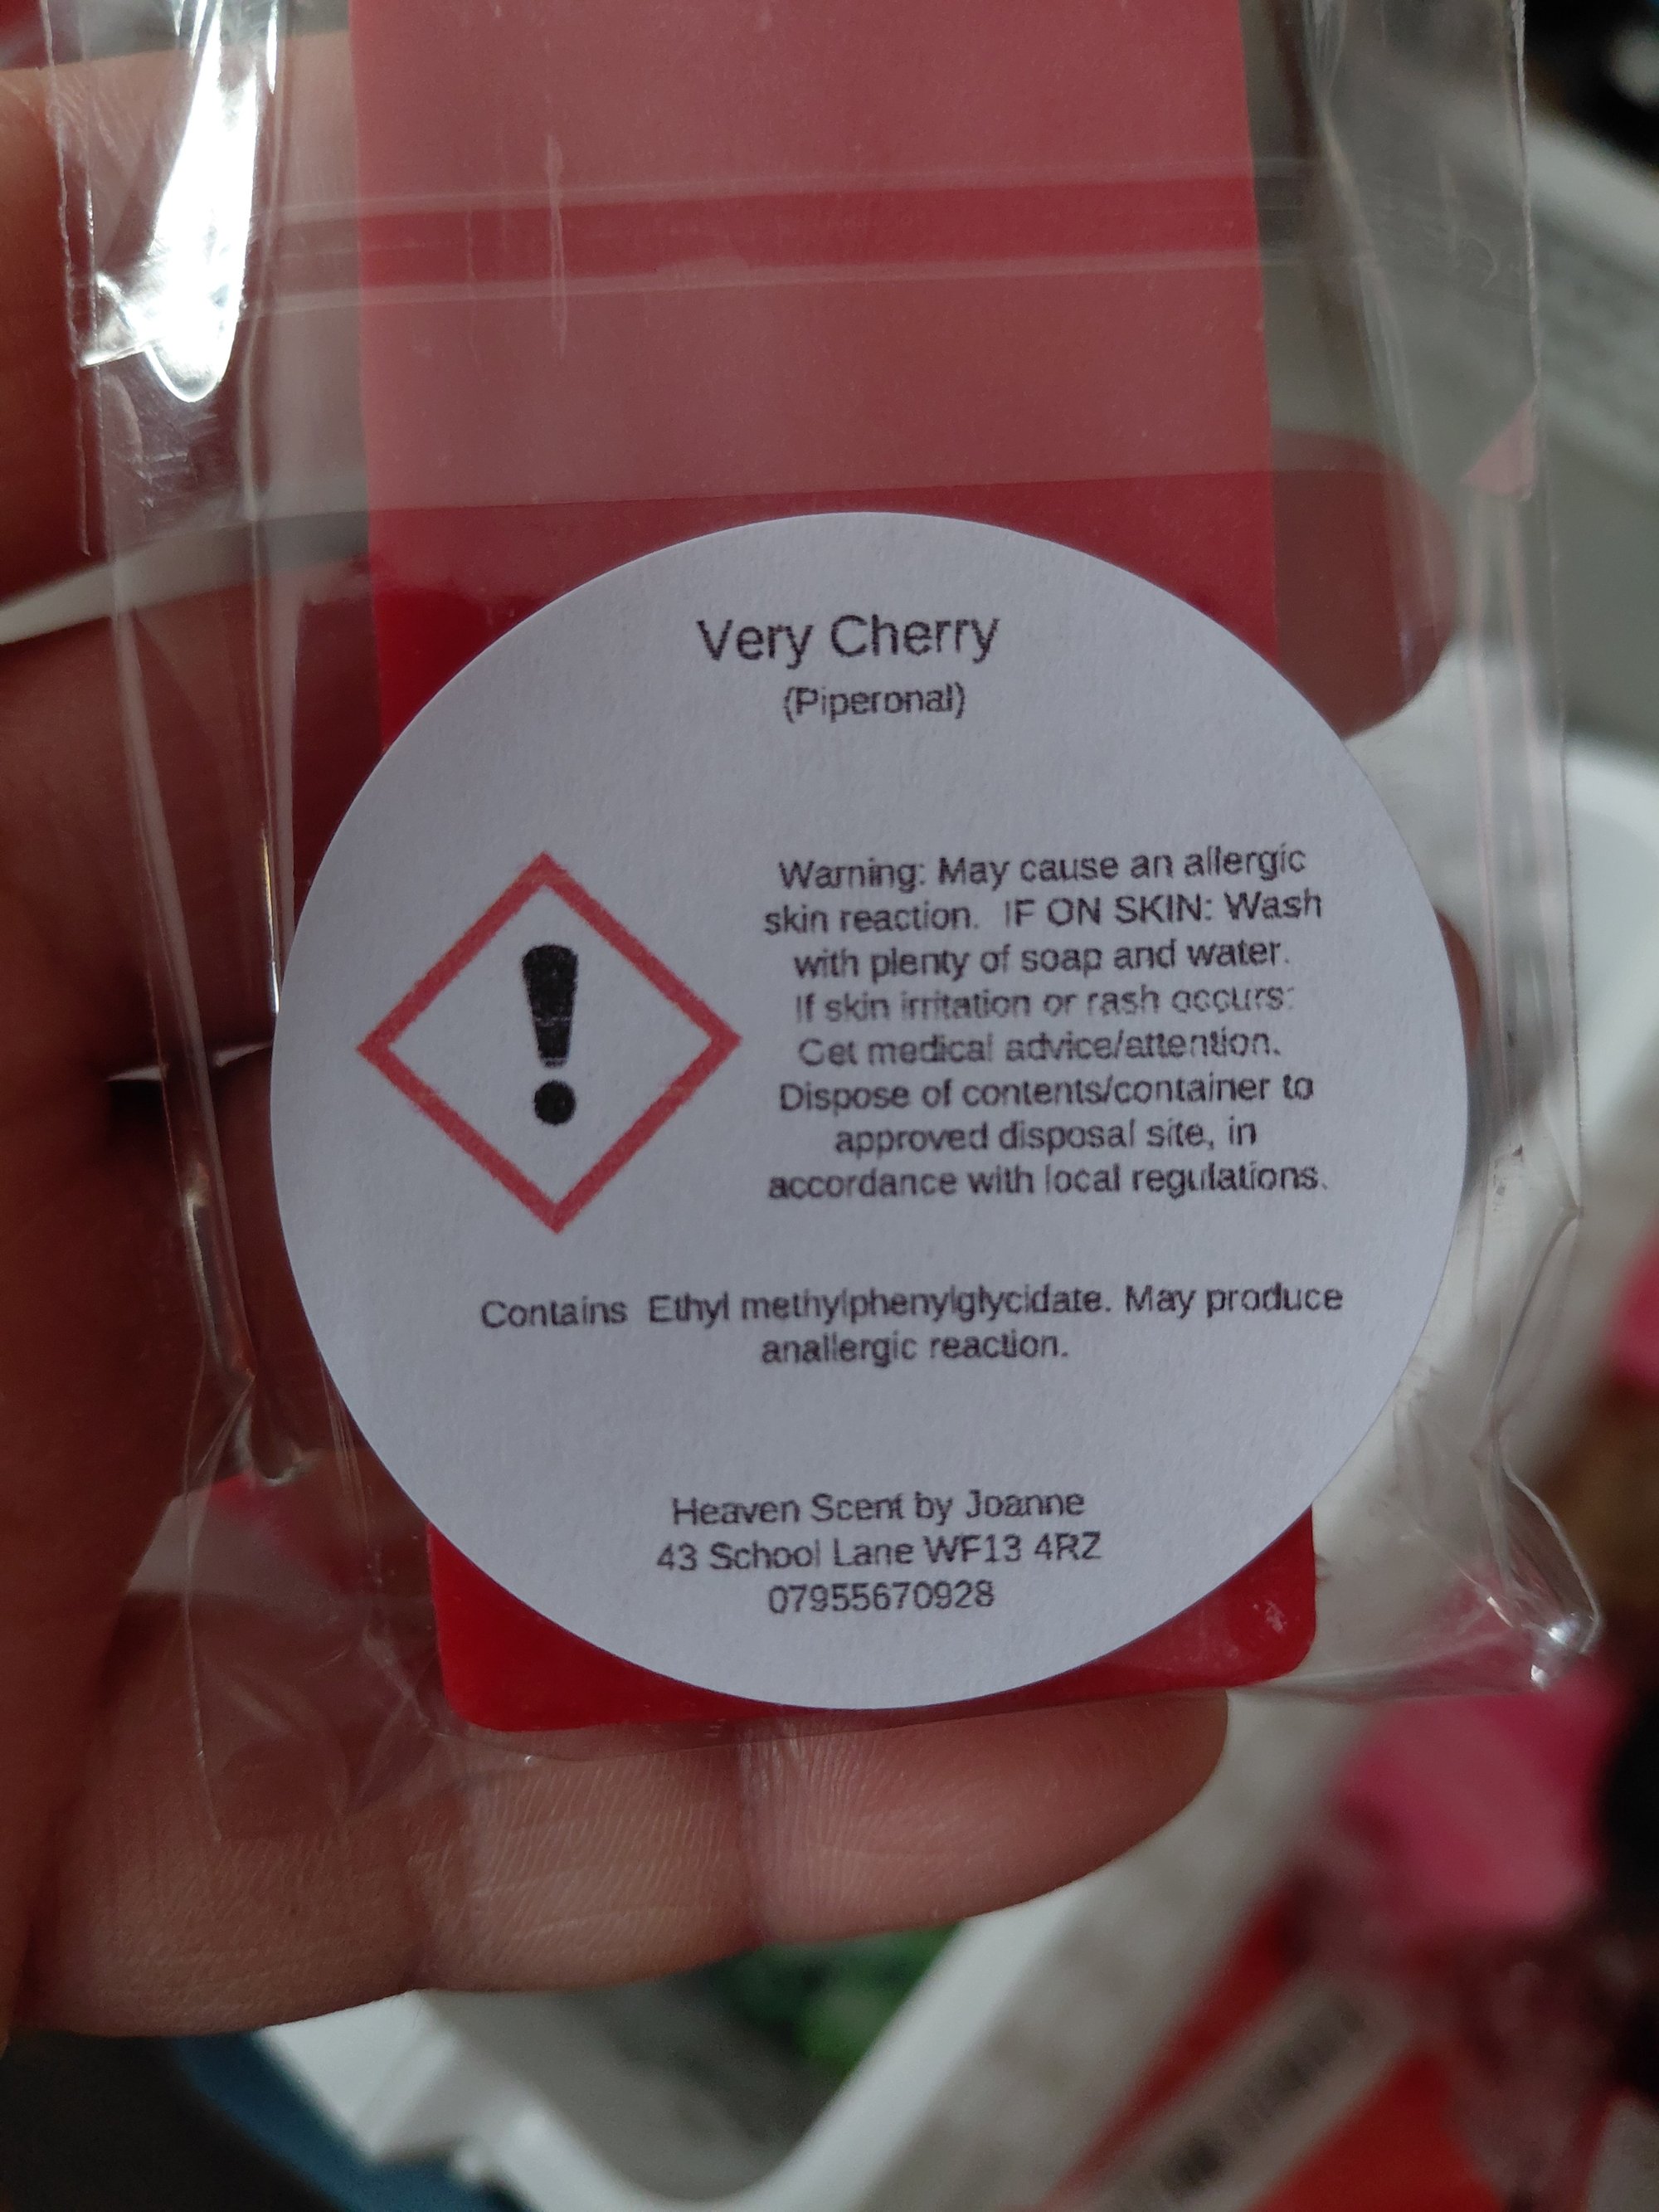 Very Cherry
(Piperonal)
Warning: May cause an allergic
skin reaction. IF ON SKIN: Wash
with plenty of soap and water.
If skin irritation or rash occurs:
Get medical advice/attention.
Dispose of contents/container to
approved disposal site, in
accordance with local regulations.
Contains Ethyl methylphenylglycidate. May produce
anallergic reaction.
Heaven Scent by Joanne
43 School Lane WF13 4RZ
07955670928